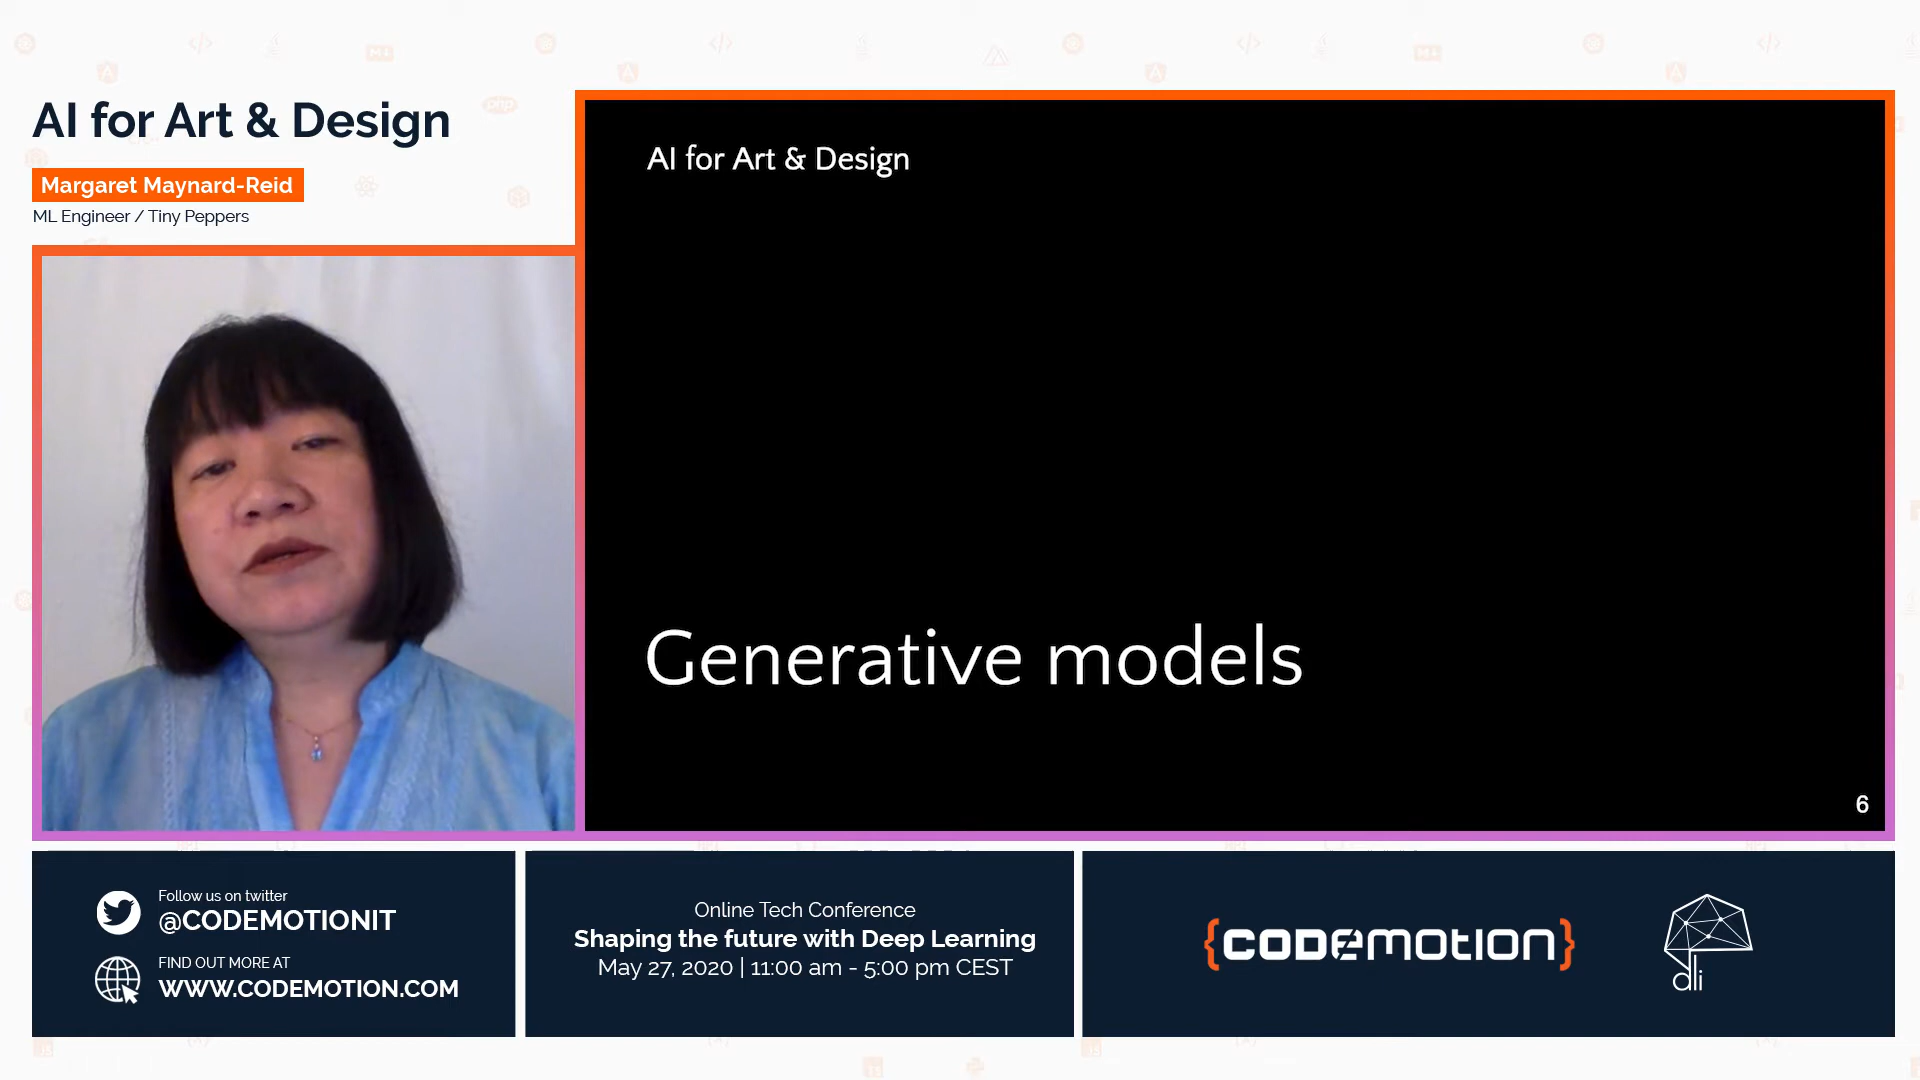 AI for Art & Design
Margaret Maynard-Reid
ML Engineer / Tiny Peppers
AI for Art & Design
Generative models
6
Follow us on twitter
@CODEMOTIONIT
FIND OUT MORE AT
WWW.CODEMOTION.COM
Online Tech Conference
Shaping the future with Deep Learning
May 27, 2020 | 11:00 am - 5:00 pm CEST
{CODEMOTION}
dli